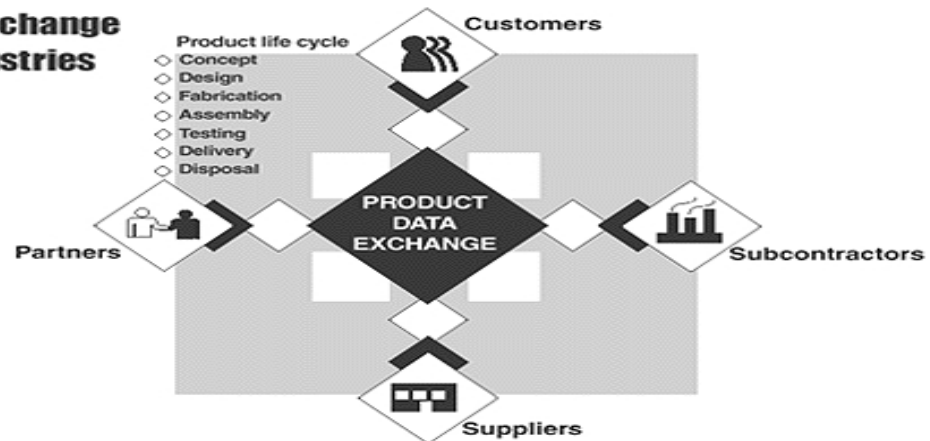 change
stries
Customers
Product life cycle
Concept
Design
Fabrication
Assembly
Testing
Delivery
Disposal
PRODUCT
DATA
EXCHANGE
Partners
Subcontractors
Suppliers